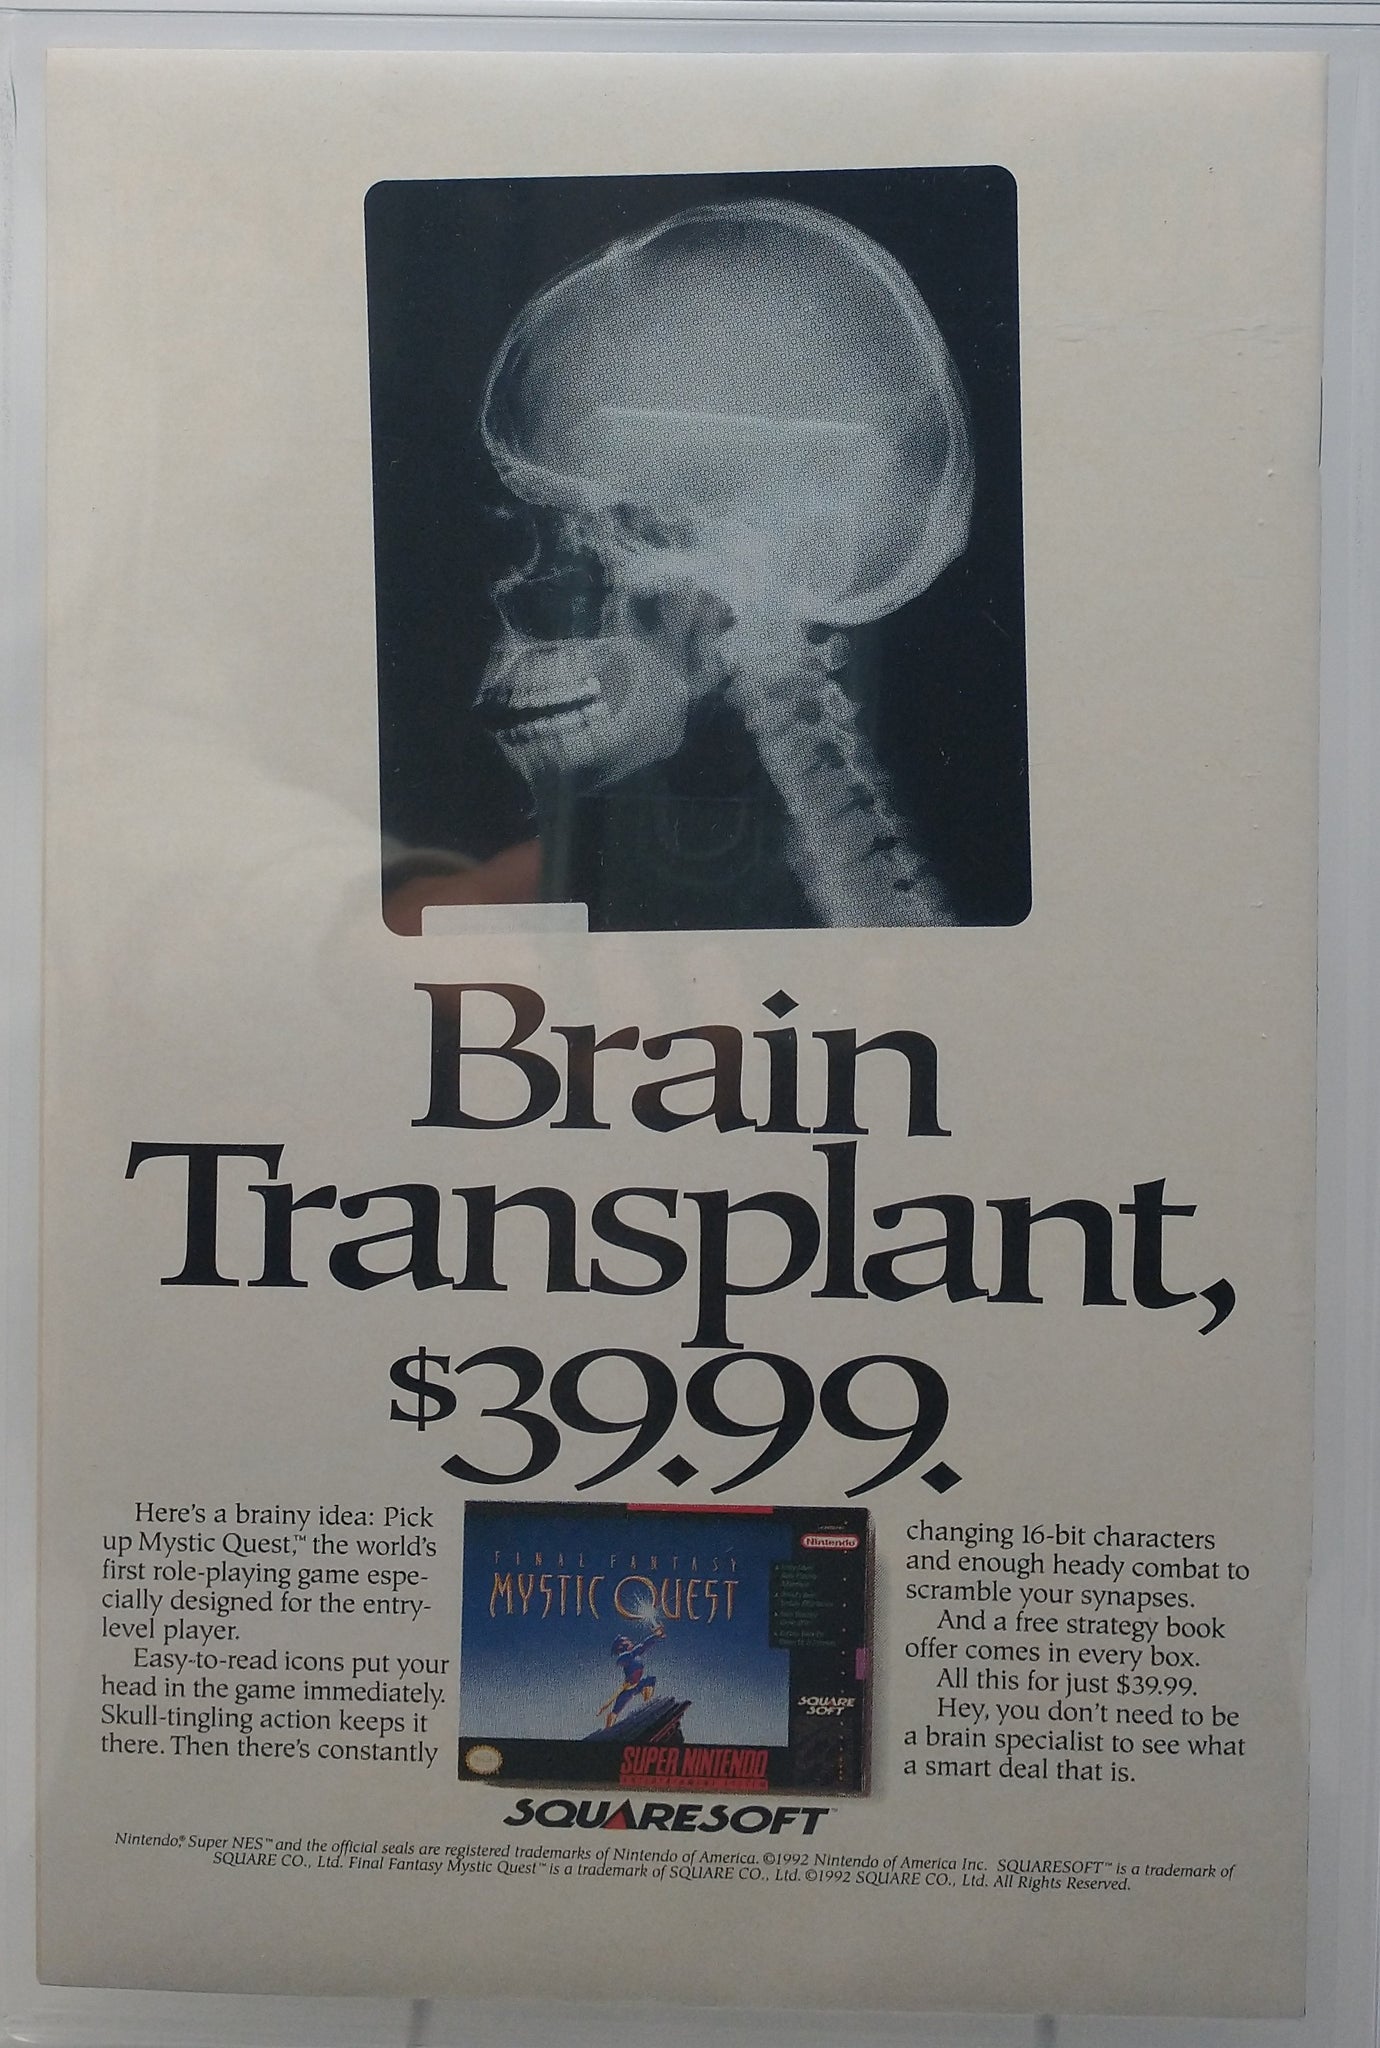 Brain
Transplant,
$39.99.
Here's a brainy idea: Pick
up Mystic Quest,™ the world's
first role-playing game espe-
cially designed for the entry-
level player.
Easy-to-read icons put your
head in the game immediately.
Skull-tingling action keeps it
there. Then there's constantly
Nintendo
FINAL FANTASY
MYSTIC QUEST
SQUARE
SOFT
SUPER NINTENDO
changing 16-bit characters
and enough heady combat to
scramble your synapses.
And a free strategy book
offer comes in every box.
All this for just $39.99.
Hey, you don't need to be
a brain specialist to see what
a smart deal that is.
SQUARESOFT™
Nintendo,® Super NES™ and the official seals are registered trademarks of Nintendo of America. ©1992 Nintendo of America Inc. SQUARESOFT™ is a trademark of
SQUARE CO., Ltd. Final Fantasy Mystic Quest™ is a trademark of SQUARE CO., Ltd. ©1992 SQUARE CO., Ltd. All Rights Reserved.